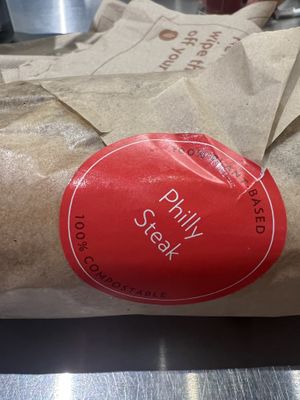 wipe th
off your
Philly
Steak
BASED
100% COMPOSTABLE